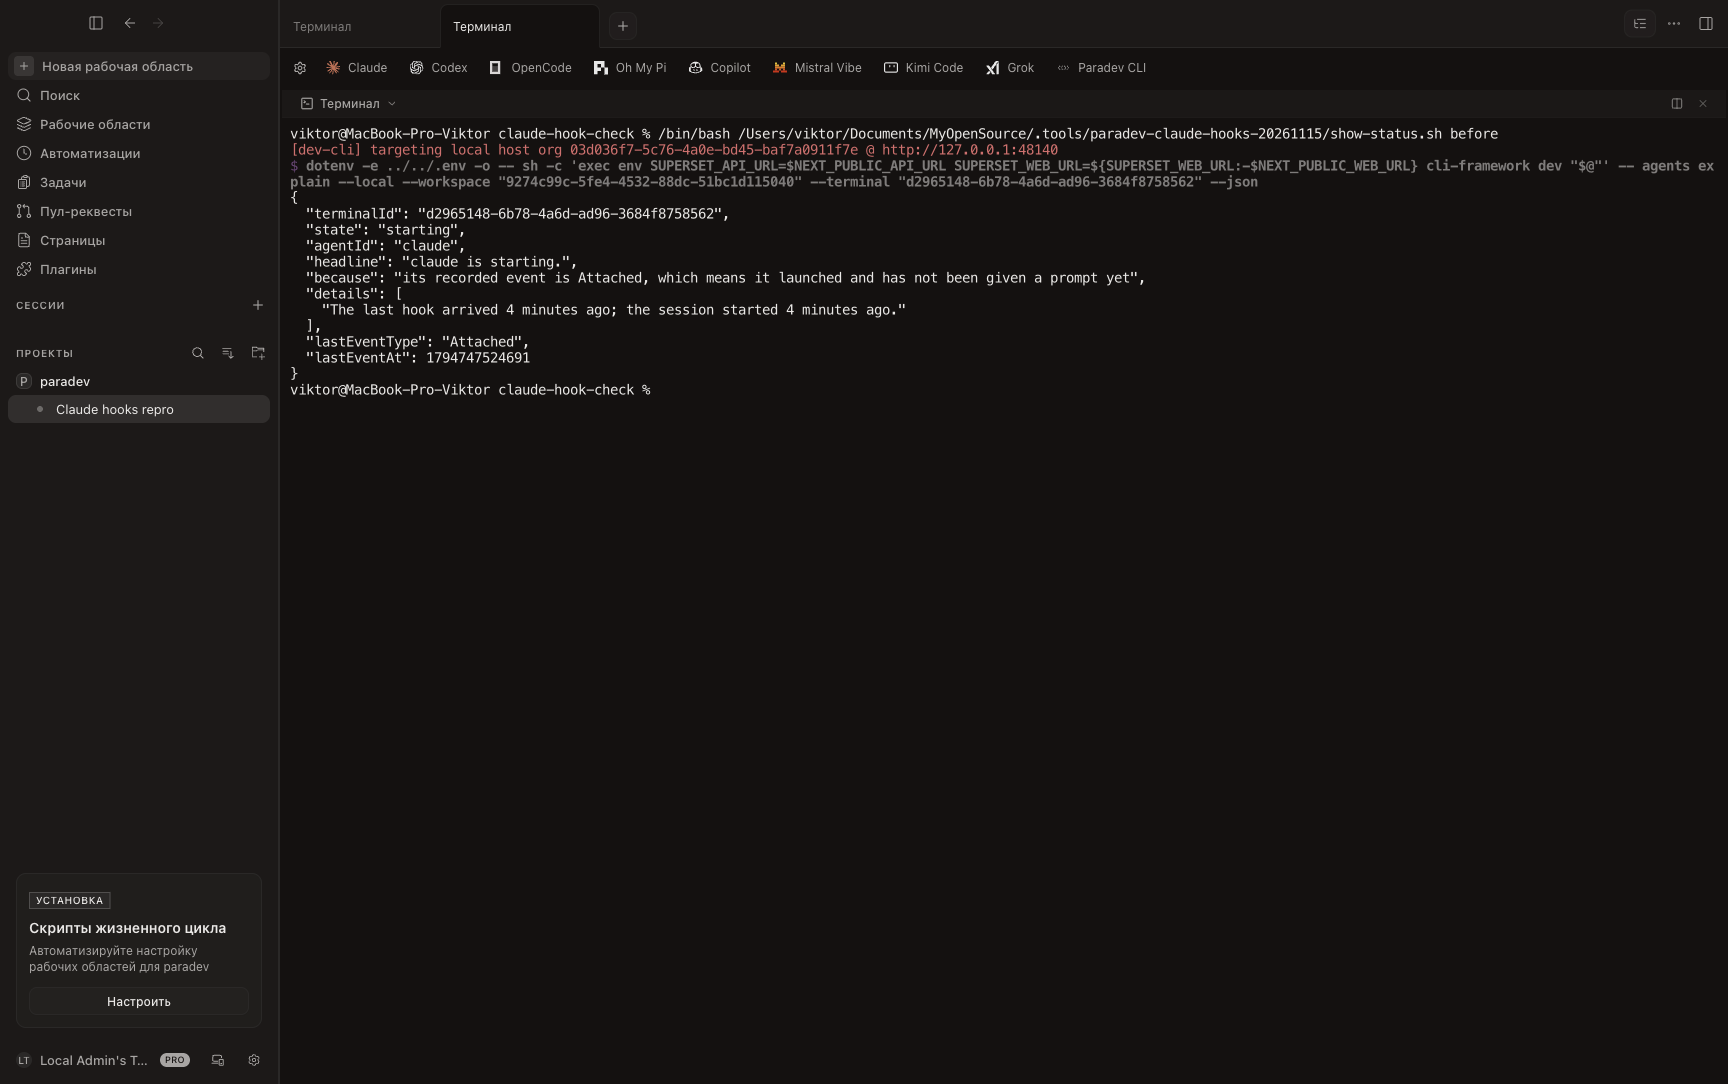 Терминал
Терминал
Новая рабочая область
Поиск
Рабочие области
Автоматизации
Задачи
Пул-реквесты
Страницы
Плагины
СЕССИИ
ПРОЕКТЫ
P paradev
Claude hooks repro
УСТАНОВКА
Скрипты жизненного цикла
Автоматизируйте настройку
рабочих областей для paradev
Настроить
LT Local Admin's T... PRO
Claude Codex OpenCode Oh My Pi Copilot Mistral Vibe Kimi Code Grok Paradev CLI
Терминал
viktor@MacBook-Pro-Viktor claude-hook-check % /bin/bash /Users/viktor/Documents/MyOpenSource/.tools/paradev-claude-hooks-20261115/show-status.sh before
[dev-cli] targeting local host org 03d036f7-5c76-4a0e-bd45-baf7a0911f7e @ http://127.0.0.1:48140
$ dotenv -e ../../.env -o -- sh -c 'exec env SUPERSET_API_URL=$NEXT_PUBLIC_API_URL SUPERSET_WEB_URL=${SUPERSET_WEB_URL:-$NEXT_PUBLIC_WEB_URL} cli-framework dev "$@"' -- agents ex
plain --local --workspace "9274c99c-5fe4-4532-88dc-51bc1d115040" --terminal "d2965148-6b78-4a6d-ad96-3684f8758562" --json
{
"terminalId": "d2965148-6b78-4a6d-ad96-3684f8758562",
"state": "starting",
"agentId": "claude",
"headline": "claude is starting.",
"because": "its recorded event is Attached, which means it launched and has not been given a prompt yet",
"details": [
"The last hook arrived 4 minutes ago; the session started 4 minutes ago."
],
"lastEventType": "Attached",
"lastEventAt": 1794747524691
}
viktor@MacBook-Pro-Viktor claude-hook-check %